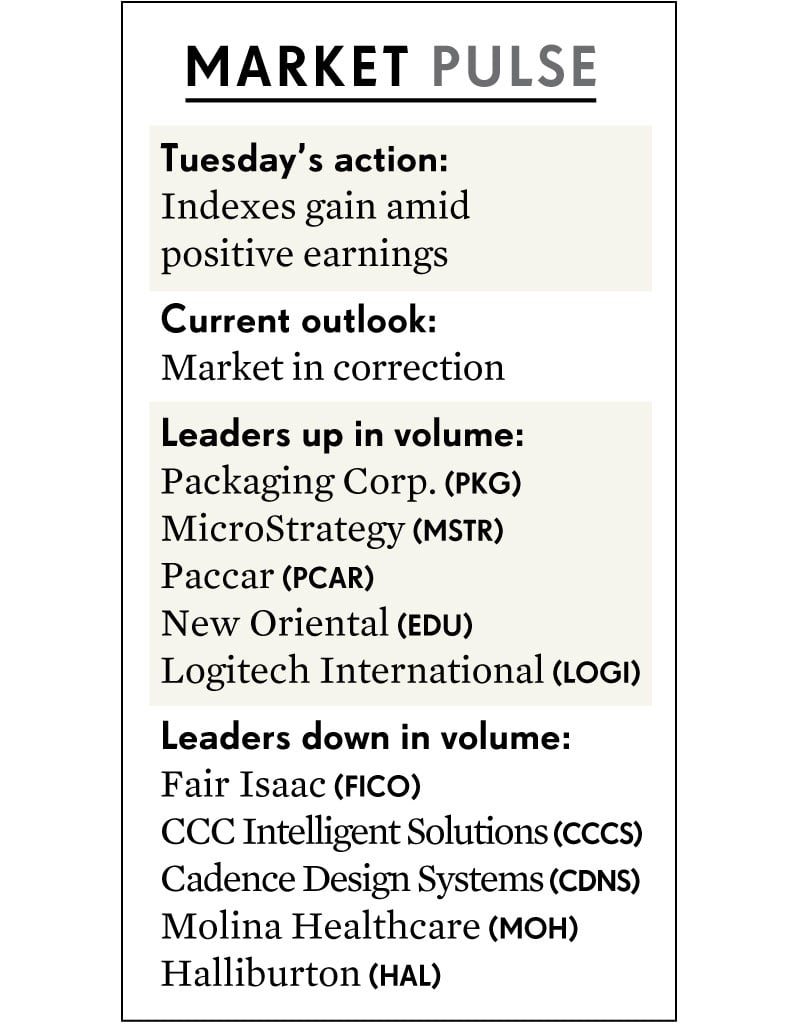 MARKET PULSE
Tuesday’s action:
Indexes gain amid
positive earnings
Current outlook:
Market in correction
Leaders up in volume:
Packaging Corp. (PKG)
MicroStrategy (MSTR)
Paccar (PCAR)
New Oriental (EDU)
Logitech International (LOGI)
Leaders down in volume:
Fair Isaac (FICO)
CCC Intelligent Solutions (CCCS)
Cadence Design Systems (CDNS)
Molina Healthcare (MOH)
Halliburton (HAL)